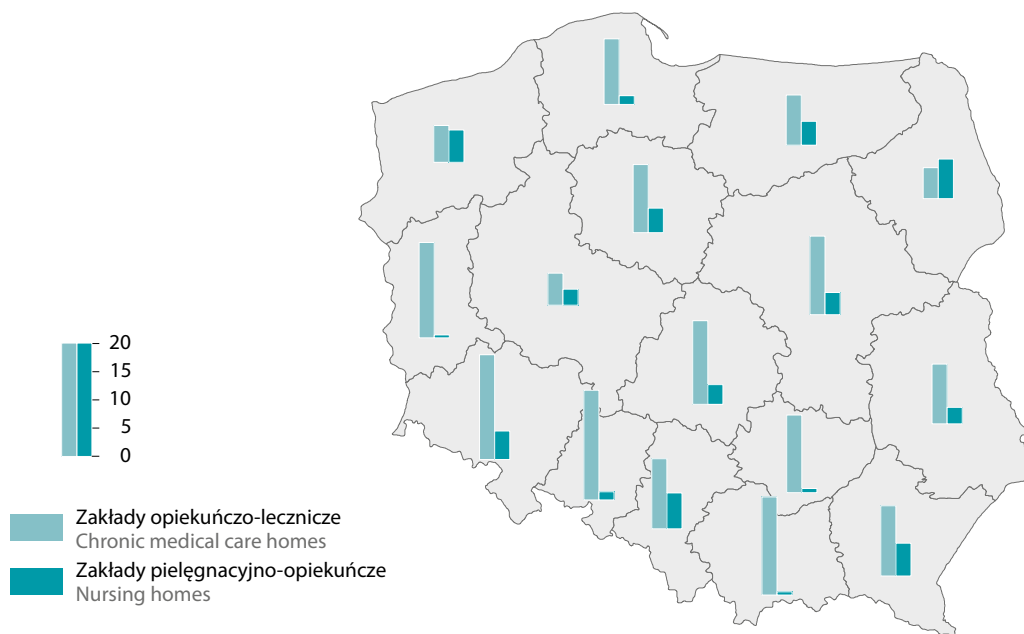 20
15
10
5
0
Zakłady opiekuńczo-lecznicze
Chronic medical care homes
Zakłady pielęgnacyjno-opiekuńcze
Nursing homes